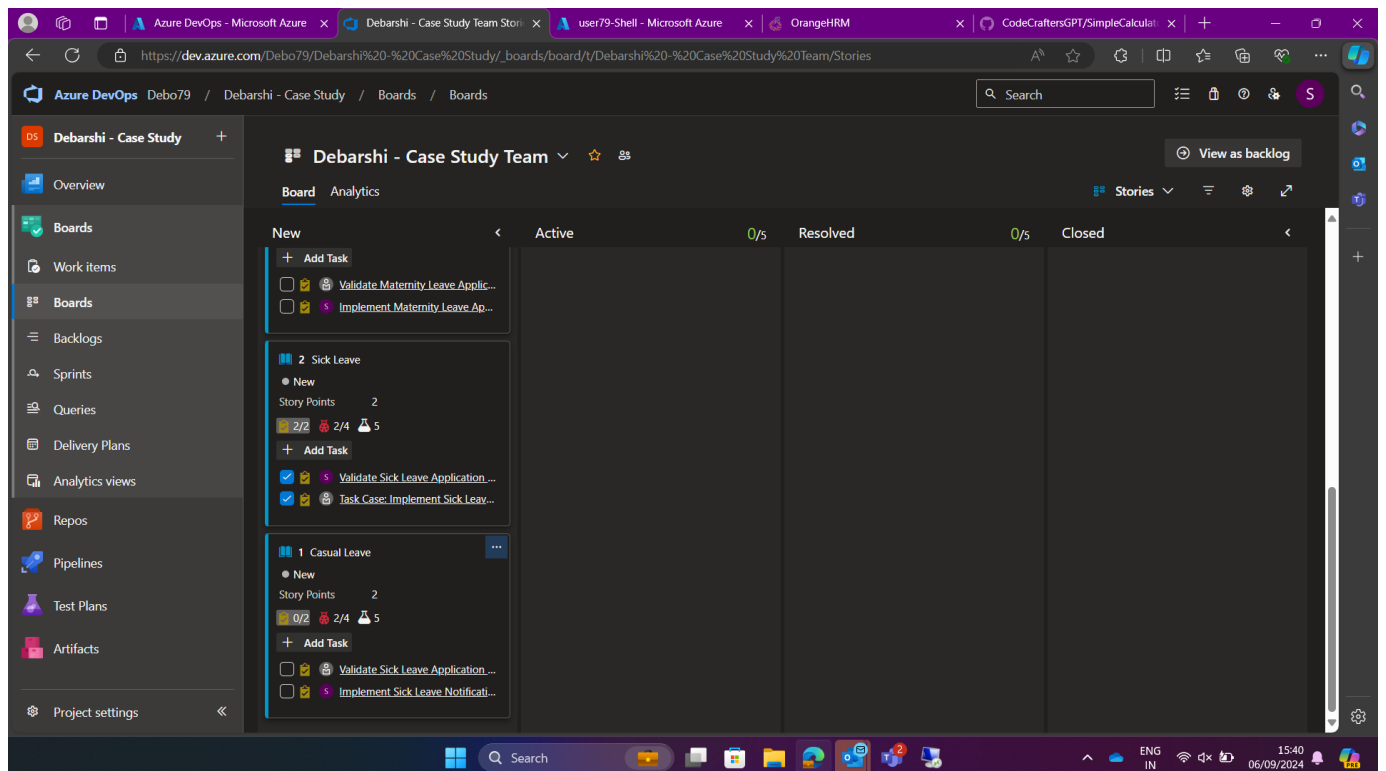 Azure DevOps - Microsoft Azure
Debarshi - Case Study Team Stori
user79-Shell - Microsoft Azure
OrangeHRM
CodeCraftersGPT/SimpleCalculat
https://dev.azure.com/Debo79/Debarshi%20-%20Case%20Study/_boards/board/t/Debarshi%20-%20Case%20Study%20Team/Stories
Azure DevOps Debo79 / Debarshi - Case Study / Boards / Boards
Search
S
DS Debarshi - Case Study
Overview
Boards
Work items
Boards
Backlogs
Sprints
Queries
Delivery Plans
Analytics views
Repos
Pipelines
Test Plans
Artifacts
Project settings
Debarshi - Case Study Team
View as backlog
Board Analytics
Stories
New
Active 0/5
Resolved 0/5
Closed
Add Task
Validate Maternity Leave Applic...
S Implement Maternity Leave Ap...
2 Sick Leave
New
Story Points 2
2/2 2/4 5
Add Task
S Validate Sick Leave Application ...
Task Case: Implement Sick Leav...
1 Casual Leave
New
Story Points 2
0/2 2/4 5
Add Task
Validate Sick Leave Application ...
S Implement Sick Leave Notificati...
Search
2
ENG
IN
15:40
06/09/2024
PRE